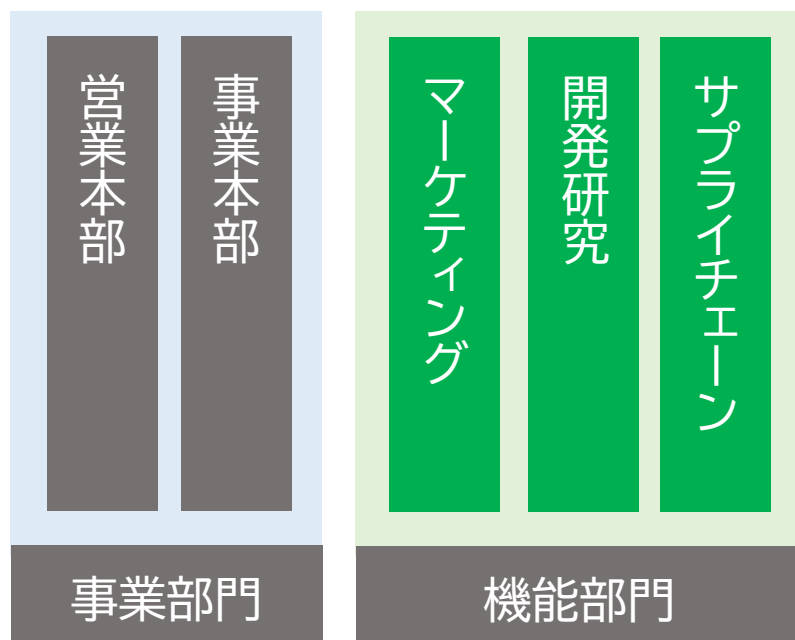 営業本部
事業本部
マーケティング
開発研究
サプライチェーン
事業部門
機能部門